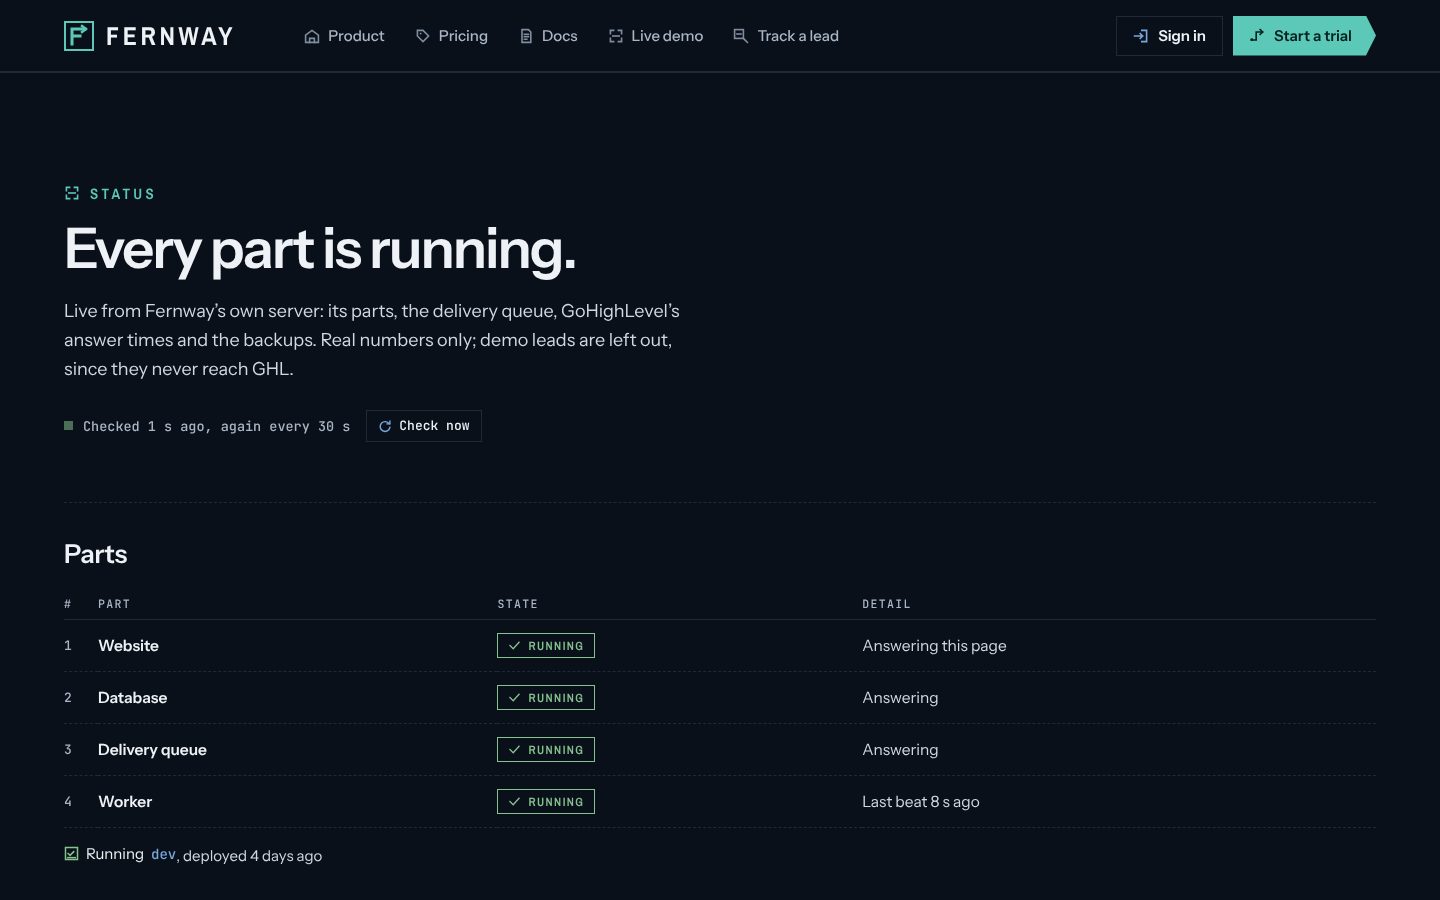 FERNWAY
Product
Pricing
Docs
Live demo
Track a lead
Sign in
Start a trial
STATUS
Every part is running.
Live from Fernway’s own server: its parts, the delivery queue, GoHighLevel’s
answer times and the backups. Real numbers only; demo leads are left out,
since they never reach GHL.
Checked 1 s ago, again every 30 s
Check now
Parts
# PART STATE DETAIL
1 Website RUNNING Answering this page
2 Database RUNNING Answering
3 Delivery queue RUNNING Answering
4 Worker RUNNING Last beat 8 s ago
Running dev, deployed 4 days ago